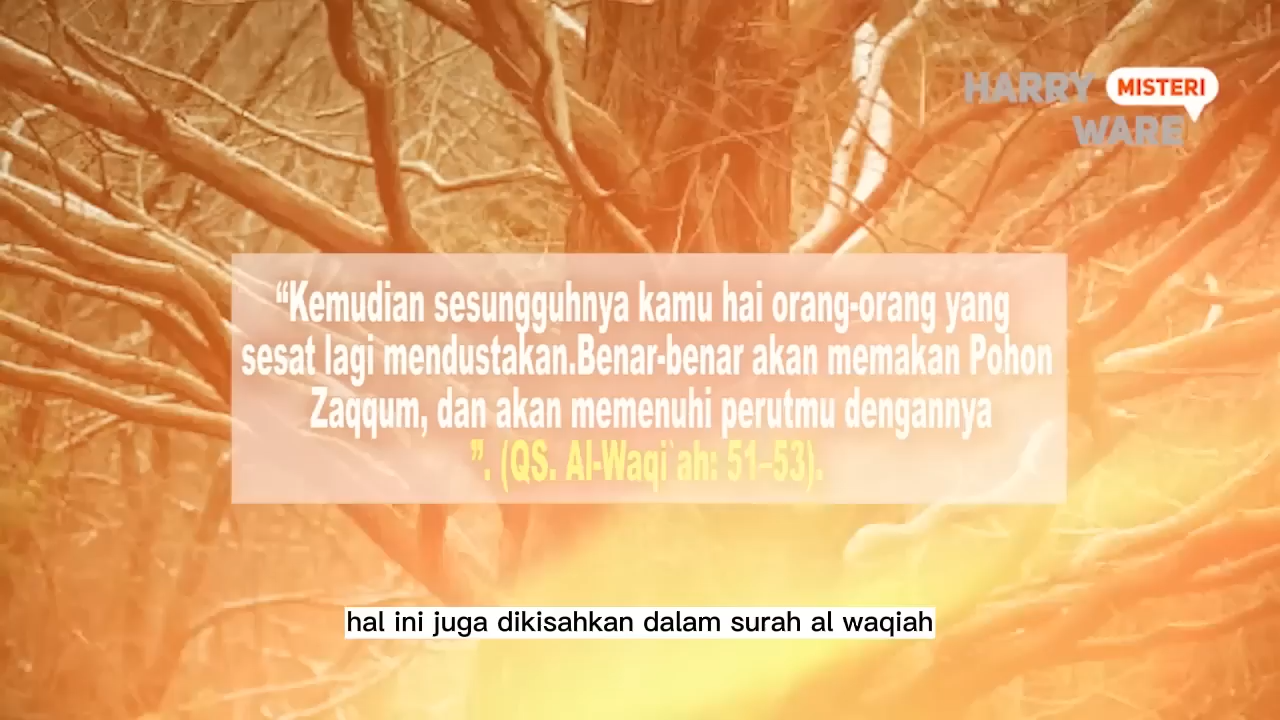 HARRY MISTERI
WARE
“Kemudian sesungguhnya kamu hai orang-orang yang
sesat lagi mendustakan.Benar-benar akan memakan Pohon
Zaqqum, dan akan memenuhi perutmu dengannya
”. (QS. Al-Waqi`ah: 51–53).
hal ini juga dikisahkan dalam surah al waqiah